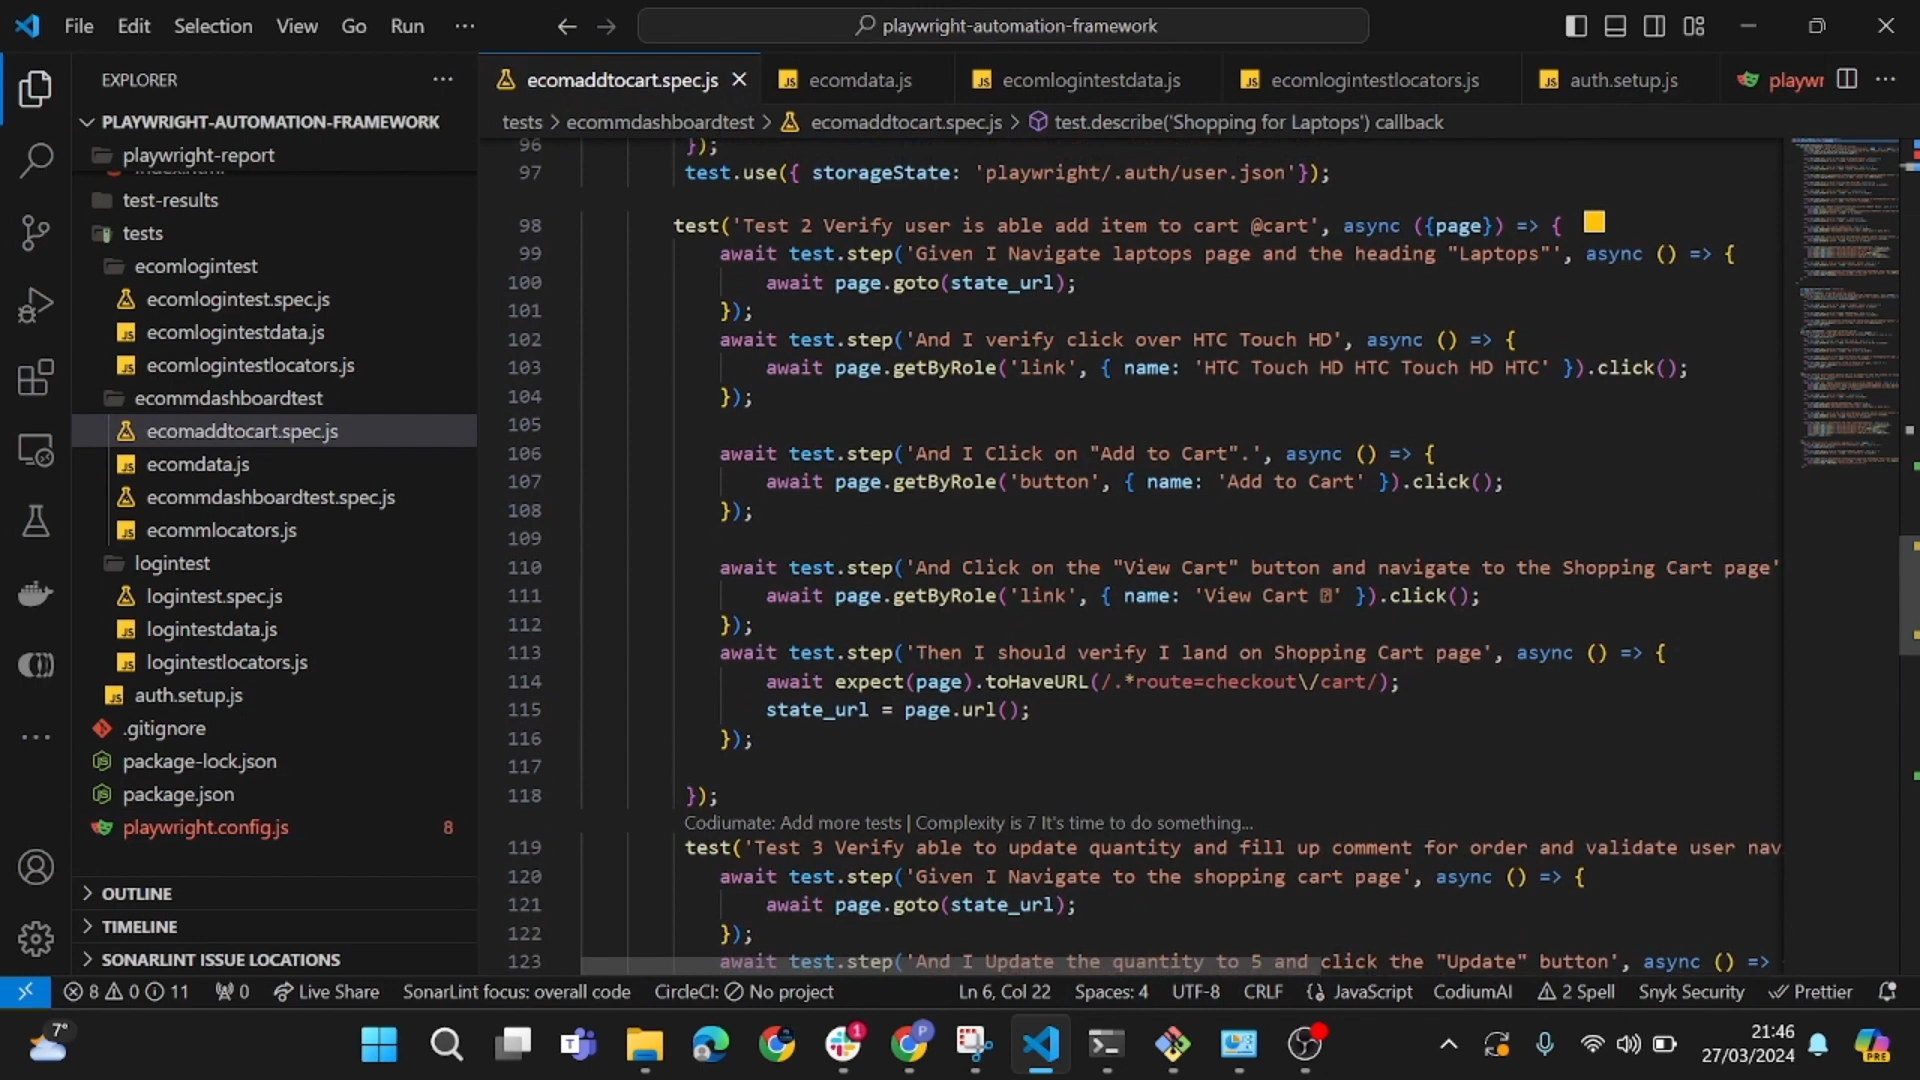 File Edit Selection View Go Run ···
playwright-automation-framework
EXPLORER
ecomaddtocart.spec.js
ecomdata.js
ecomlogintestdata.js
ecomlogintestlocators.js
auth.setup.js
playwr
tests > ecommdashboardtest > ecomaddtocart.spec.js > test.describe('Shopping for Laptops') callback
PLAYWRIGHT-AUTOMATION-FRAMEWORK
playwright-report
test-results
tests
ecomlogintest
ecomlogintest.spec.js
ecomlogintestdata.js
ecomlogintestlocators.js
ecommdashboardtest
ecomaddtocart.spec.js
ecomdata.js
ecommdashboardtest.spec.js
ecommlocators.js
logintest
logintest.spec.js
logintestdata.js
logintestlocators.js
auth.setup.js
.gitignore
package-lock.json
package.json
playwright.config.js 8
OUTLINE
TIMELINE
SONARLINT ISSUE LOCATIONS
96 });
97 test.use({ storageState: 'playwright/.auth/user.json'});
98 test('Test 2 Verify user is able add item to cart @cart', async ({page}) => {
99 await test.step('Given I Navigate laptops page and the heading "Laptops"', async () => {
100 await page.goto(state_url);
101 });
102 await test.step('And I verify click over HTC Touch HD', async () => {
103 await page.getByRole('link', { name: 'HTC Touch HD HTC Touch HD HTC' }).click();
104 });
105
106 await test.step('And I Click on "Add to Cart".', async () => {
107 await page.getByRole('button', { name: 'Add to Cart' }).click();
108 });
109
110 await test.step('And Click on the "View Cart" button and navigate to the Shopping Cart page'
111 await page.getByRole('link', { name: 'View Cart ' }).click();
112 });
113 await test.step('Then I should verify I land on Shopping Cart page', async () => {
114 await expect(page).toHaveURL(/.*route=checkout\/cart/);
115 state_url = page.url();
116 });
117
118 });
Codiumate: Add more tests | Complexity is 7 It's time to do something...
119 test('Test 3 Verify able to update quantity and fill up comment for order and validate user nav
120 await test.step('Given I Navigate to the shopping cart page', async () => {
121 await page.goto(state_url);
122 });
123 await test.step('And I Update the quantity to 5 and click the "Update" button', async () =>
8 0 11 0 Live Share SonarLint focus: overall code CircleCI: No project Ln 6, Col 22 Spaces: 4 UTF-8 CRLF JavaScript CodiumAI 2 Spell Snyk Security Prettier
7°
1
P
PRE
21:46
27/03/2024